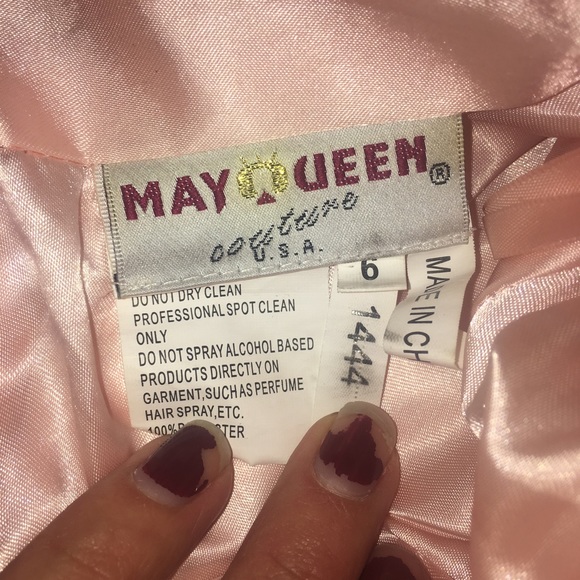 MAY QUEEN®
couture
U.S.A.
DO NOT DRY CLEAN
PROFESSIONAL SPOT CLEAN
ONLY
DO NOT SPRAY ALCOHOL BASED
PRODUCTS DIRECTLY ON
GARMENT,SUCH AS PERFUME
HAIR SPRAY,ETC.
6
1444
MADE IN